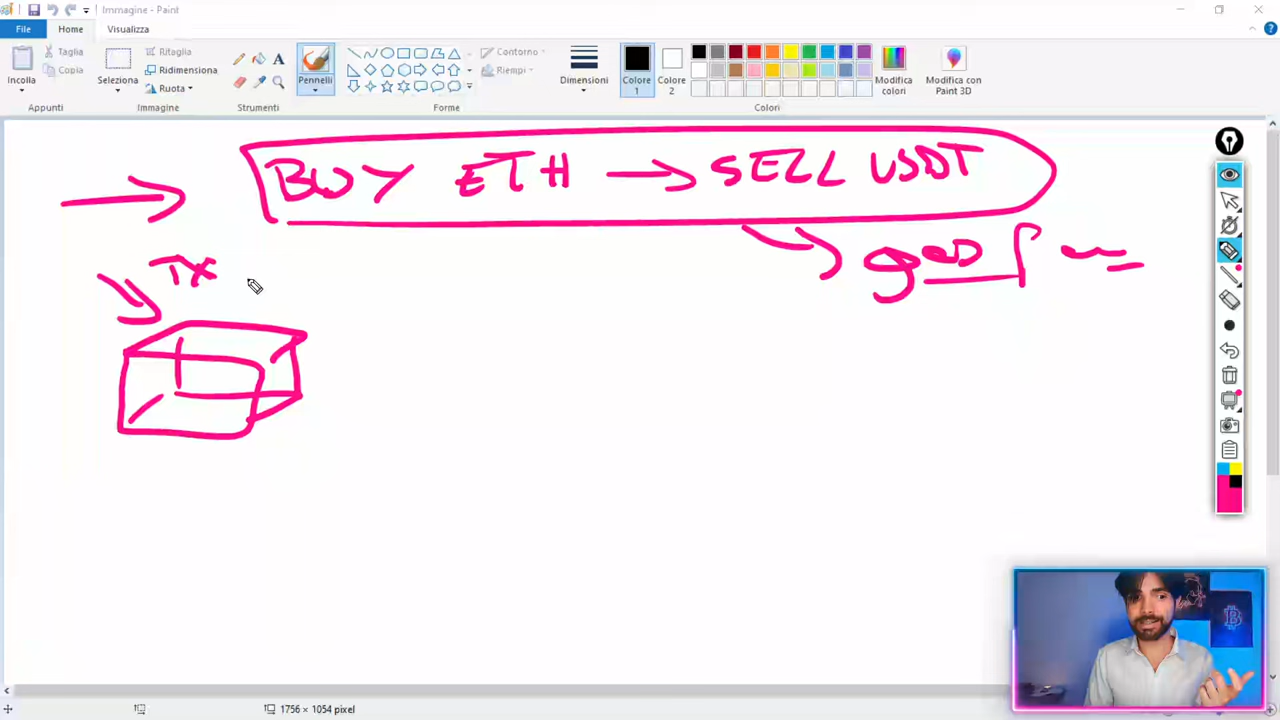 Immagine - Paint
File Home Visualizza
Incolla
Taglia
Copia
Appunti
Seleziona
Ritaglia
Ridimensiona
Ruota
Immagine
Strumenti
Pennelli
Contorno
Riempi
Forme
Dimensioni
Colore 1
Colore 2
Modifica colori
Colori
Modifica con Paint 3D
BUY ETH → SELL USDT
TX
1756 × 1054 pixel